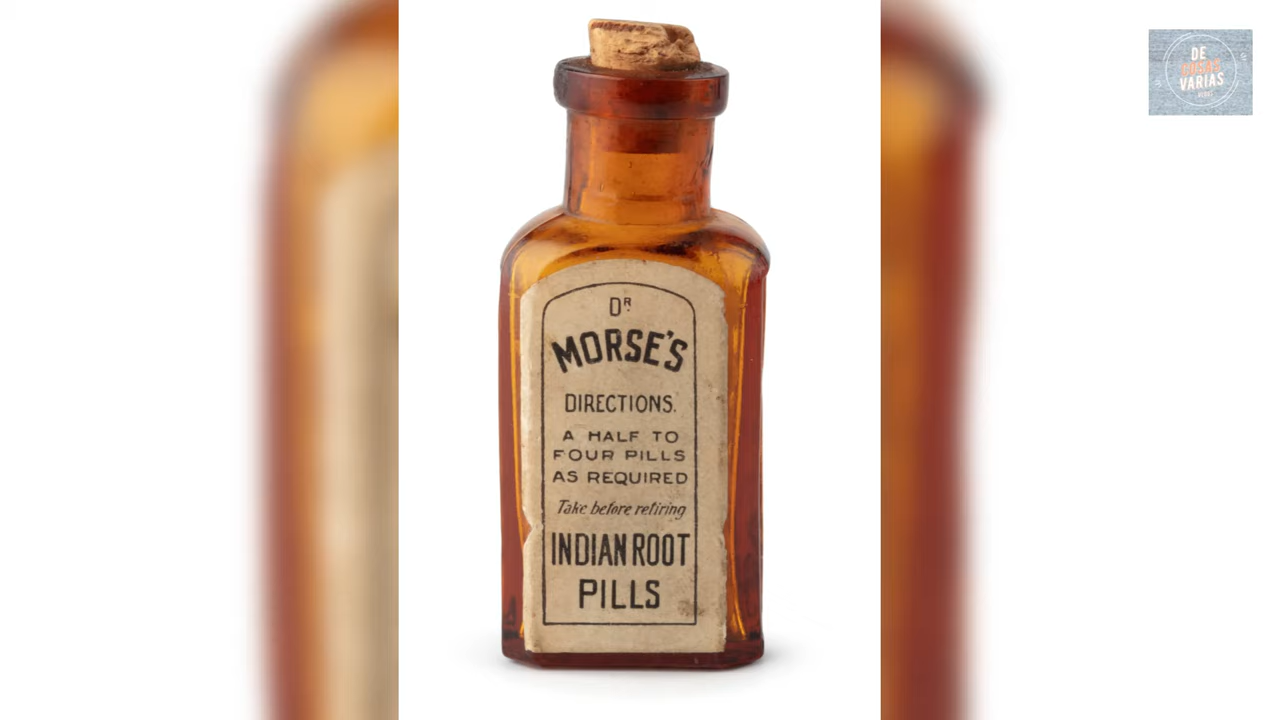 DR
MORSE'S
DIRECTIONS.
A HALF TO
FOUR PILLS
AS REQUIRED
Take before retiring
INDIAN ROOT
PILLS
DE
COSAS
VARIAS